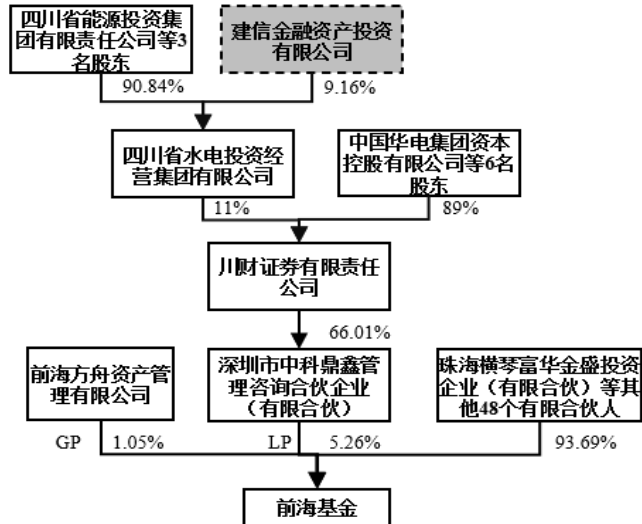 四川省能源投资集
团有限责任公司等3
名股东
建信金融资产投资
有限公司
90.84%
9.16%
四川省水电投资经
营集团有限公司
中国华电集团资本
控股有限公司等6名
股东
11%
89%
川财证券有限责任
公司
66.01%
前海方舟资产管
理有限公司
深圳市中科鼎鑫管
理咨询合伙企业
（有限合伙）
珠海横琴富华金盛投资
企业（有限合伙）等其
他48个有限合伙人
GP
1.05%
LP
5.26%
93.69%
前海基金